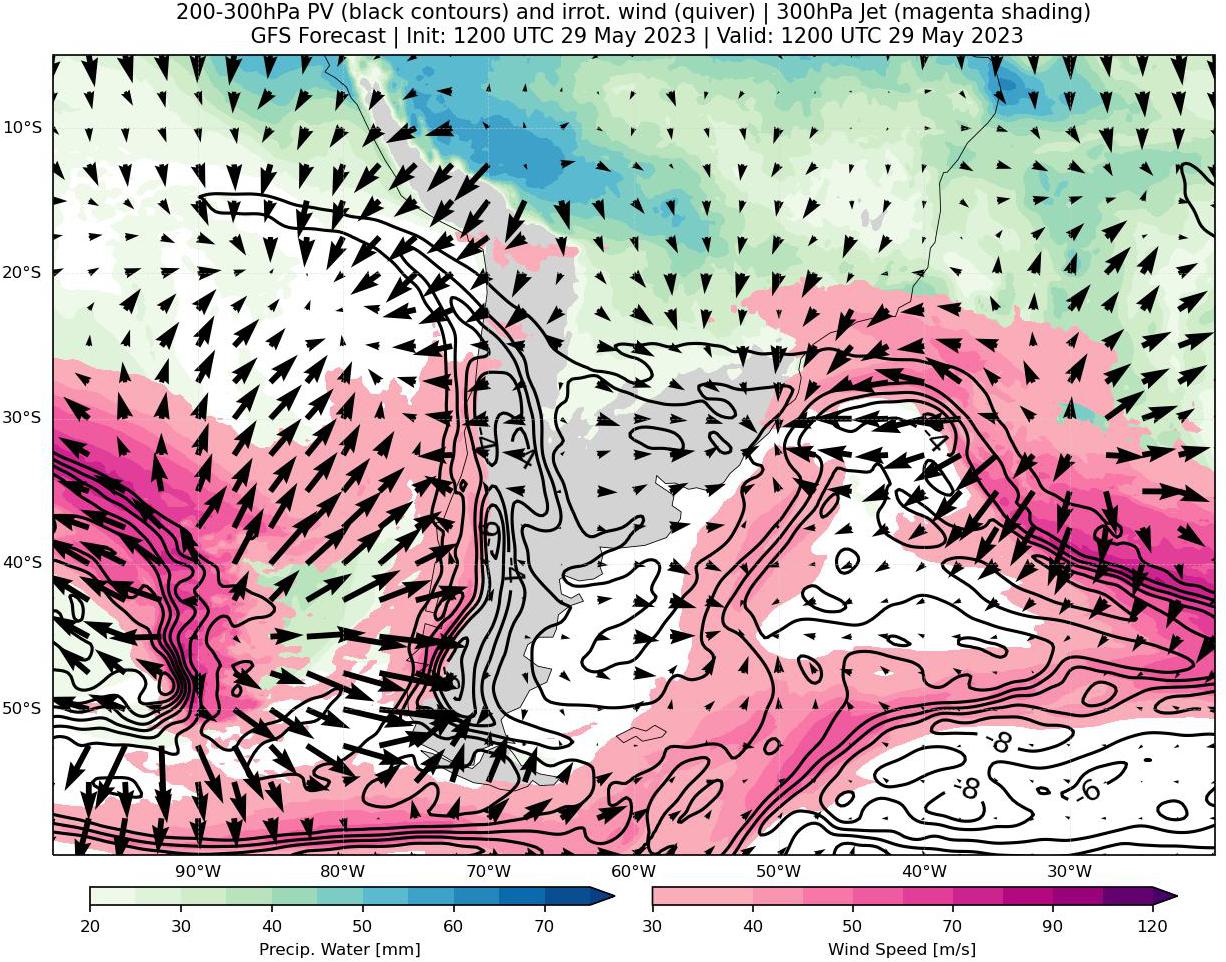 200-300hPa PV (black contours) and irrot. wind (quiver) | 300hPa Jet (magenta shading)
GFS Forecast | Init: 1200 UTC 29 May 2023 | Valid: 1200 UTC 29 May 2023
10°S
20°S
30°S
40°S
50°S
-4
-4
-4
-8
-8
-6
90°W 80°W 70°W 60°W 50°W 40°W 30°W
20 30 40 50 60 70
Precip. Water [mm]
30 40 50 70 90 120
Wind Speed [m/s]